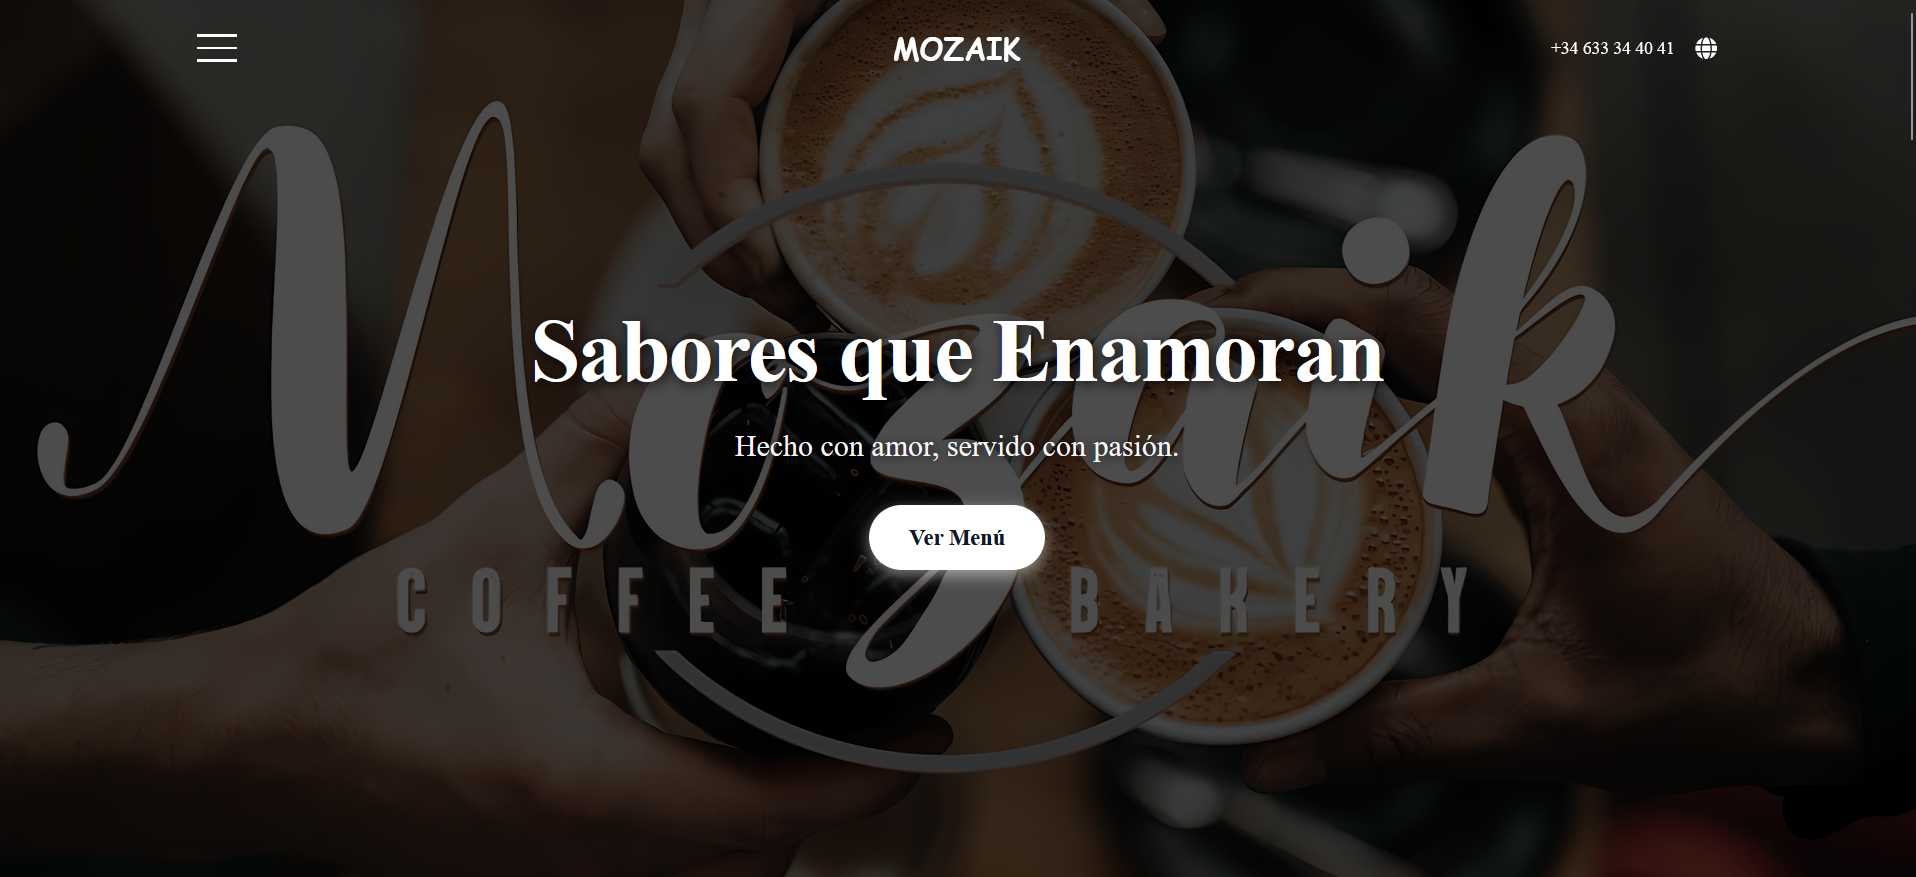 MOZAIK
+34 633 34 40 41
Mozaik
Sabores que Enamoran
Hecho con amor, servido con pasión.
Ver Menú
COFFEE BAKERY